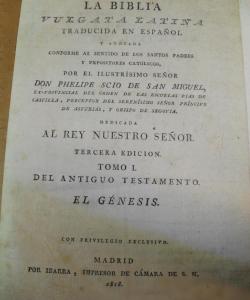 LA BIBLIA
VULGATA LATINA
TRADUCIDA EN ESPAÑOL
Y ANOTADA
CONFORME AL SENTIDO DE LOS SANTOS PADRES
Y EXPOSITORES CATÓLICOS,
POR EL ILUSTRÍSIMO SEÑOR
DON PHELIPE SCIO DE SAN MIGUEL,
EX-PROVINCIAL DEL ORDEN DE LAS ESCUELAS PIAS DE
CASTILLA, PRECEPTOR DEL SERENÍSIMO SEÑOR PRÍNCIPE
DE ASTURIAS, Y OBISPO DE SEGOVIA.
DEDICADA
AL REY NUESTRO SEÑOR.
TERCERA EDICION.
TOMO I.
DEL ANTIGUO TESTAMENTO.
EL GÉNESIS.
CON PRIVILEGIO EXCLUSIVO.
MADRID
POR IBARRA, IMPRESOR DE CÁMARA DE S. M.
1808.